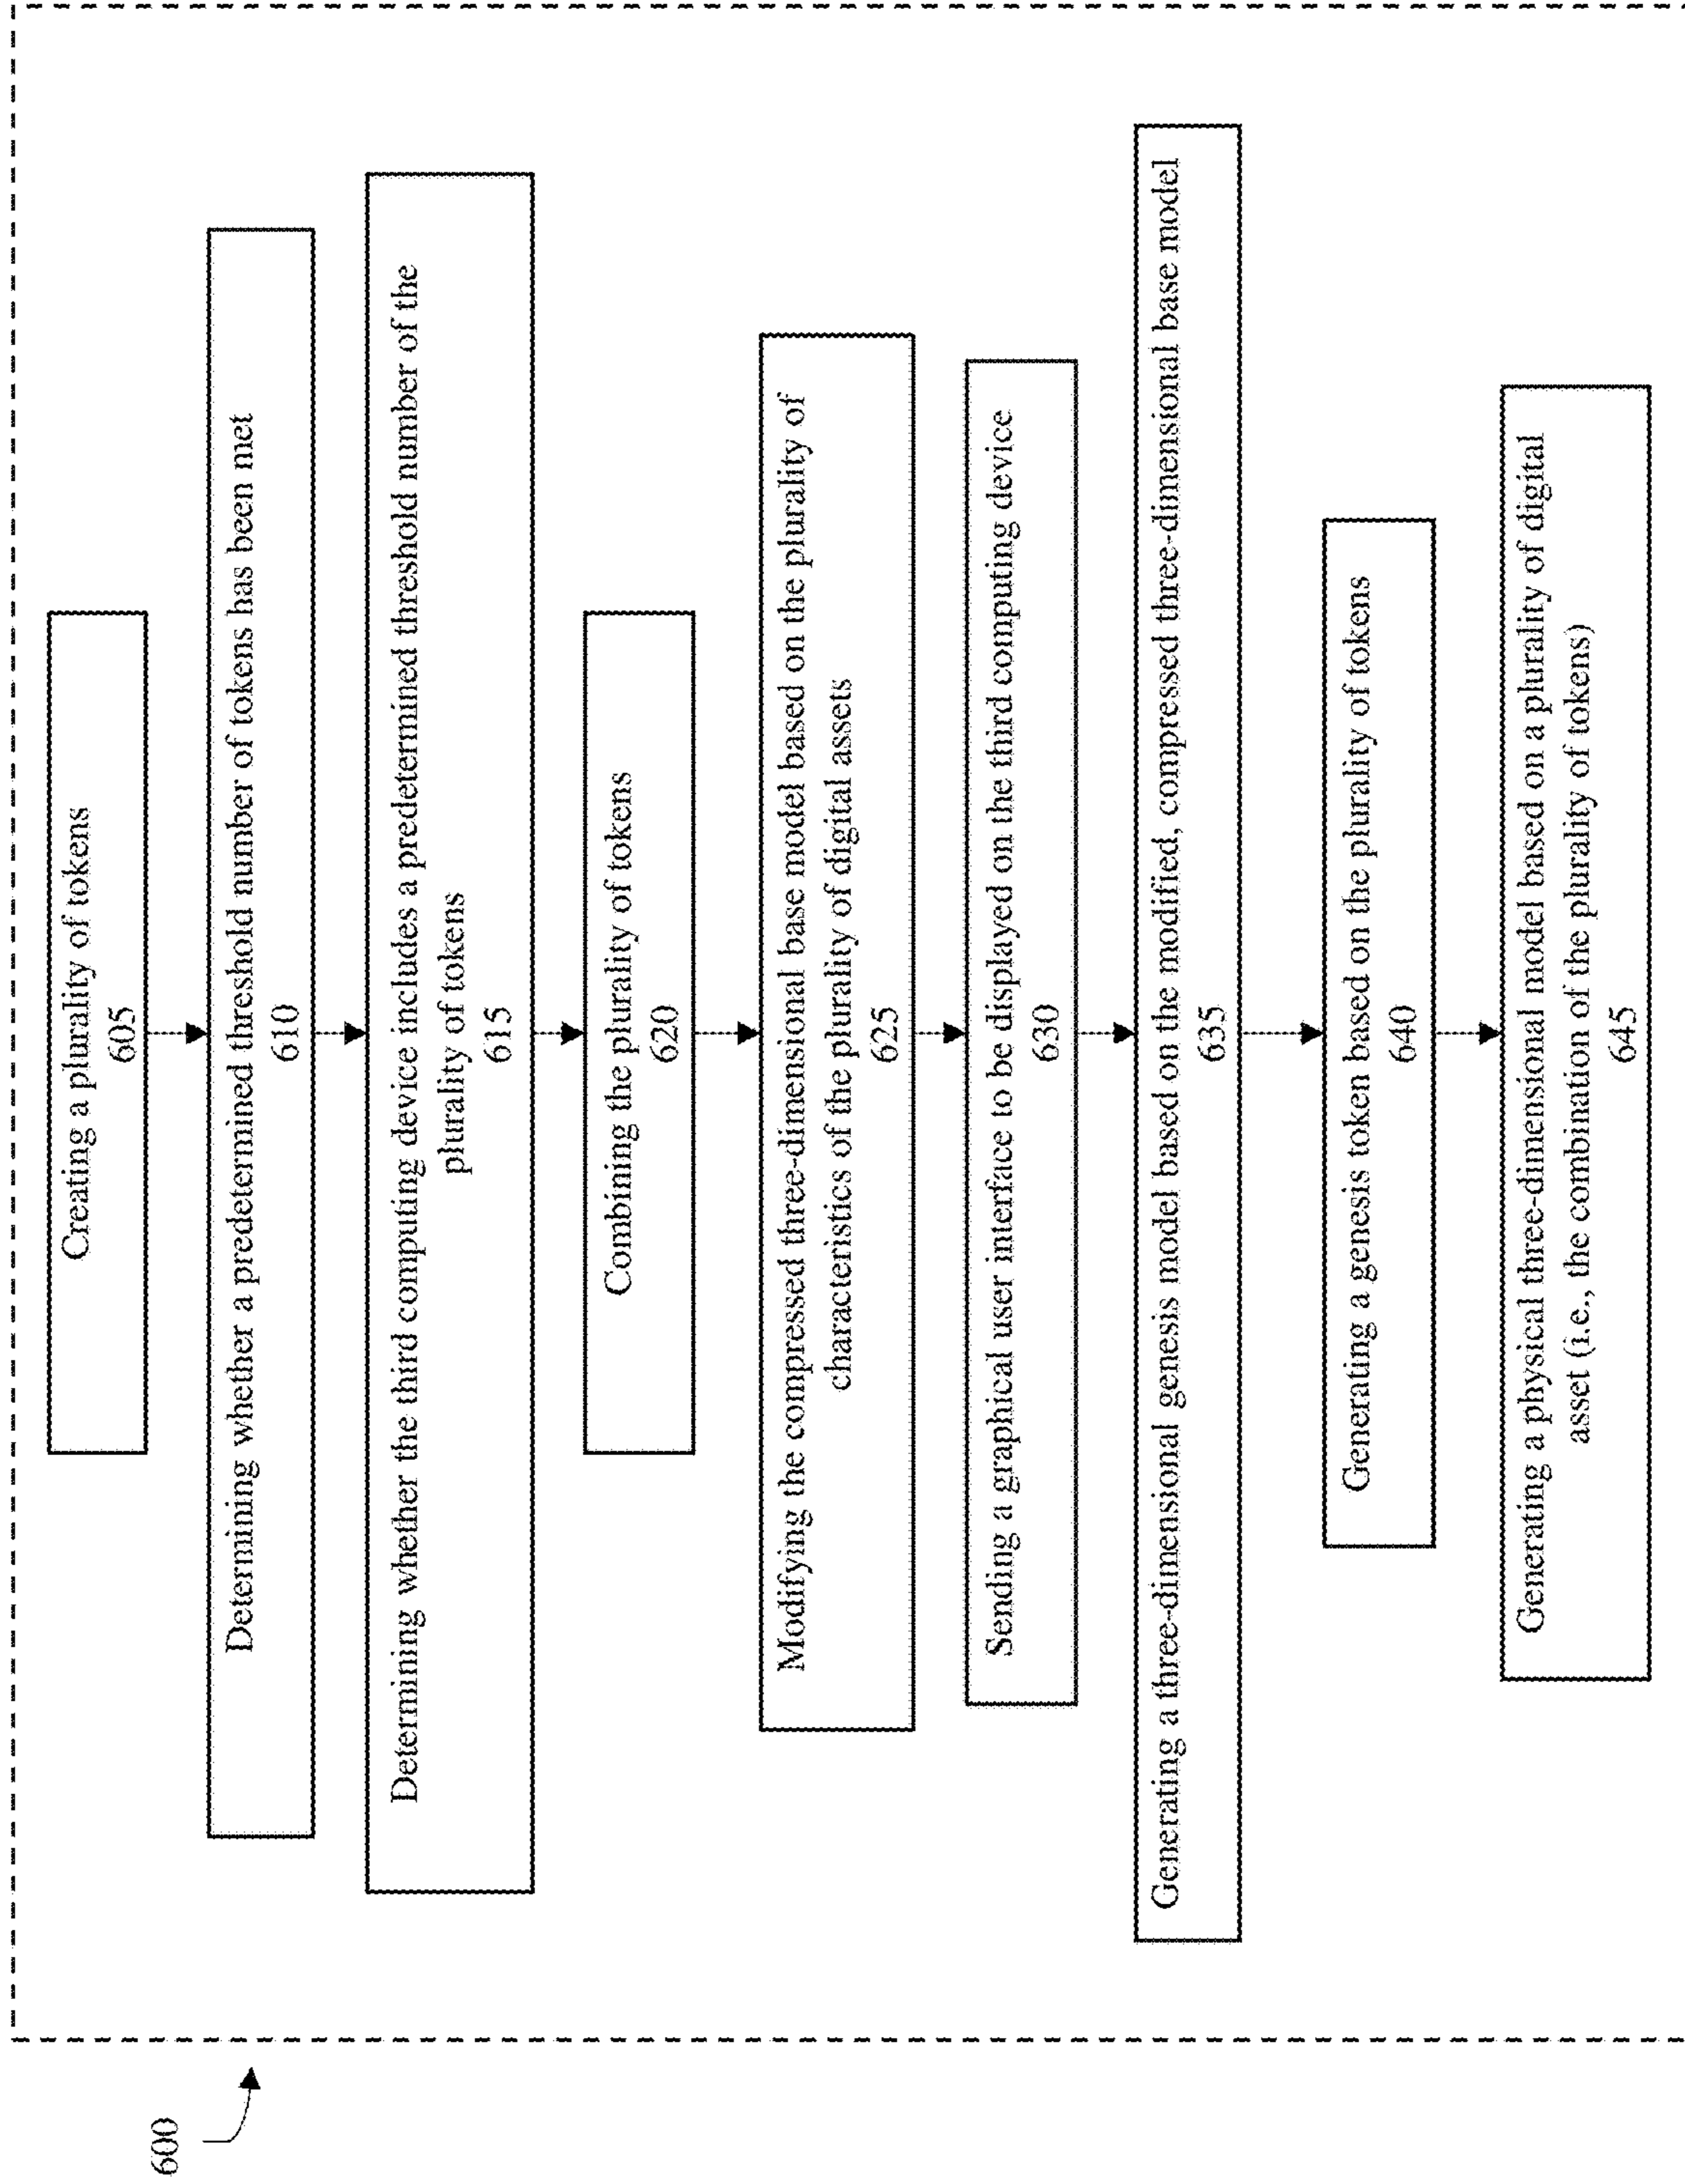 600
Creating a plurality of tokens
605
Determining whether a predetermined threshold number of tokens has been met
610
Determining whether the third computing device includes a predetermined threshold number of the
plurality of tokens
615
Combining the plurality of tokens
620
Modifying the compressed three-dimensional base model based on the plurality of
characteristics of the plurality of digital assets
625
Sending a graphical user interface to be displayed on the third computing device
630
Generating a three-dimensional genesis model based on the modified, compressed three-dimensional base model
635
Generating a genesis token based on the plurality of tokens
640
Generating a physical three-dimensional model based on a plurality of digital
asset (i.e., the combination of the plurality of tokens)
645